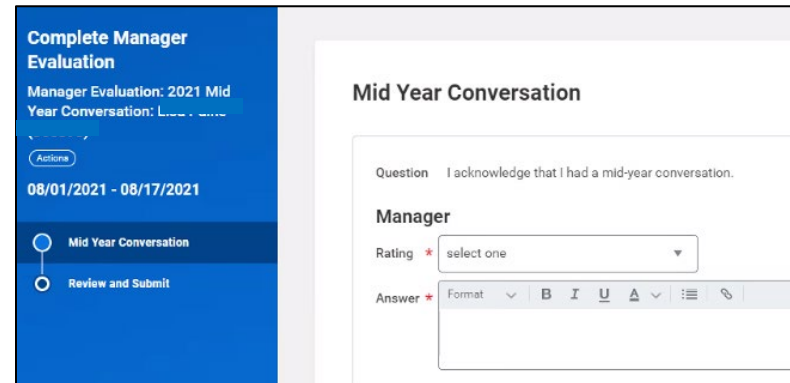 Complete Manager
Evaluation
Manager Evaluation: 2021 Mid
Year Conversation:
Actions
08/01/2021 - 08/17/2021
Mid Year Conversation
Review and Submit
Mid Year Conversation
Question I acknowledge that I had a mid-year conversation.
Manager
Rating * select one
Answer * Format B I U A